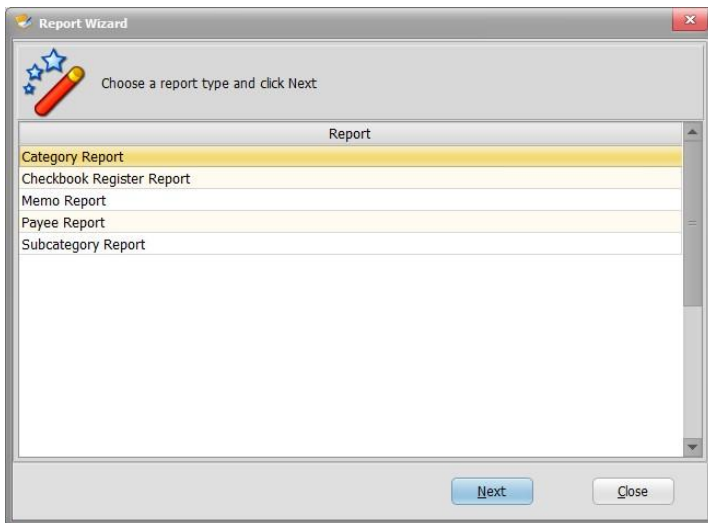 Report Wizard
Choose a report type and click Next
Report
Category Report
Checkbook Register Report
Memo Report
Payee Report
Subcategory Report
Next Close